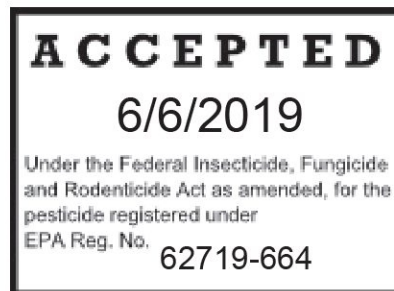 ACCEPTED
6/6/2019
Under the Federal Insecticide, Fungicide
and Rodenticide Act as amended, for the
pesticide registered under
EPA Reg. No. 62719-664